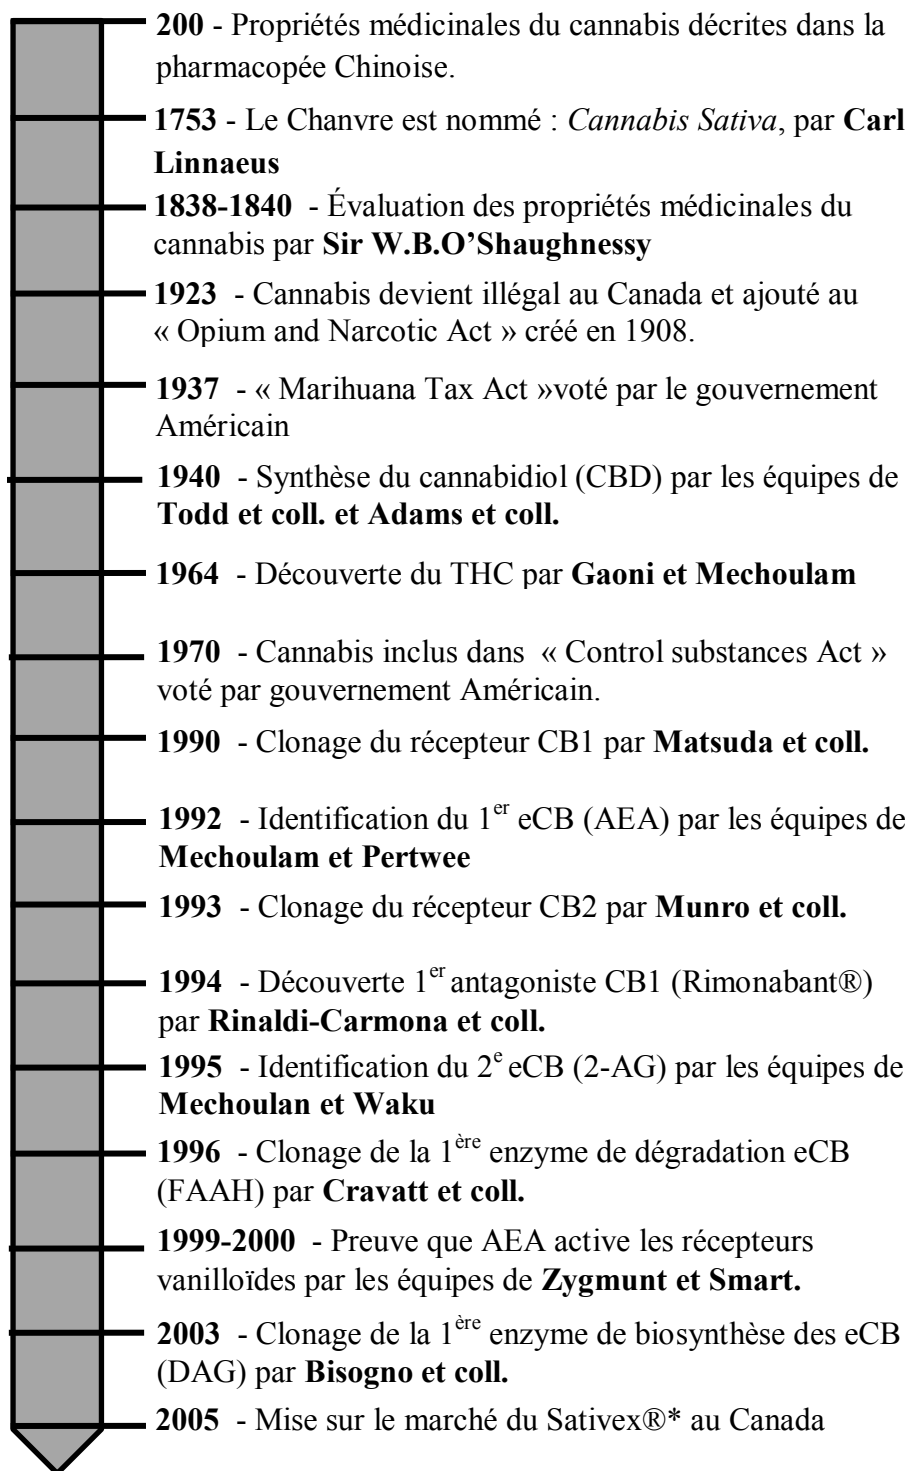 200 - Propriétés médicinales du cannabis décrites dans la
pharmacopée Chinoise.
1753 - Le Chanvre est nommé : Cannabis Sativa, par Carl
Linnaeus
1838-1840 - Évaluation des propriétés médicinales du
cannabis par Sir W.B.O’Shaughnessy
1923 - Cannabis devient illégal au Canada et ajouté au
« Opium and Narcotic Act » créé en 1908.
1937 - « Marihuana Tax Act »voté par le gouvernement
Américain
1940 - Synthèse du cannabidiol (CBD) par les équipes de
Todd et coll. et Adams et coll.
1964 - Découverte du THC par Gaoni et Mechoulam
1970 - Cannabis inclus dans « Control substances Act »
voté par gouvernement Américain.
1990 - Clonage du récepteur CB1 par Matsuda et coll.
1992 - Identification du 1er eCB (AEA) par les équipes de
Mechoulam et Pertwee
1993 - Clonage du récepteur CB2 par Munro et coll.
1994 - Découverte 1er antagoniste CB1 (Rimonabant®)
par Rinaldi-Carmona et coll.
1995 - Identification du 2e eCB (2-AG) par les équipes de
Mechoulan et Waku
1996 - Clonage de la 1ère enzyme de dégradation eCB
(FAAH) par Cravatt et coll.
1999-2000 - Preuve que AEA active les récepteurs
vanilloïdes par les équipes de Zygmunt et Smart.
2003 - Clonage de la 1ère enzyme de biosynthèse des eCB
(DAG) par Bisogno et coll.
2005 - Mise sur le marché du Sativex®* au Canada